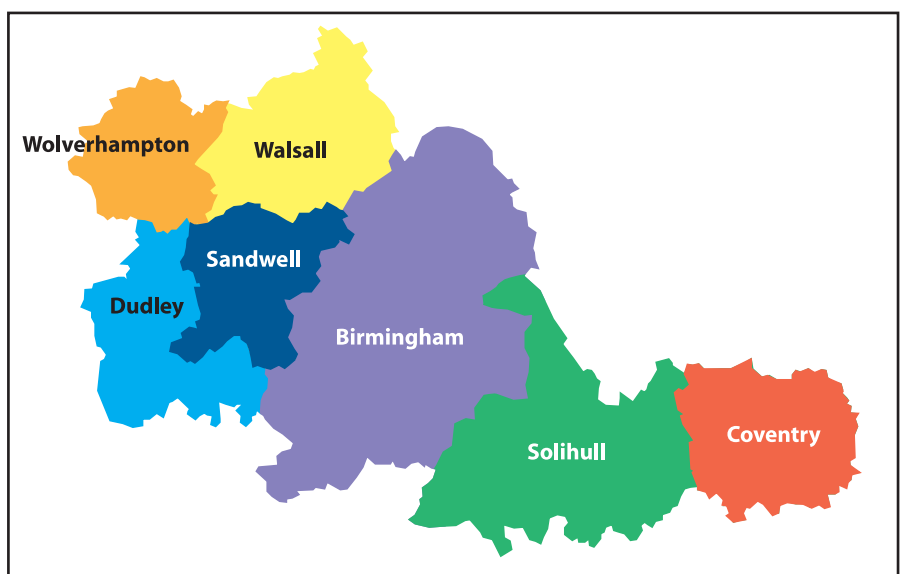 Wolverhampton
Walsall
Sandwell
Dudley
Birmingham
Coventry
Solihull